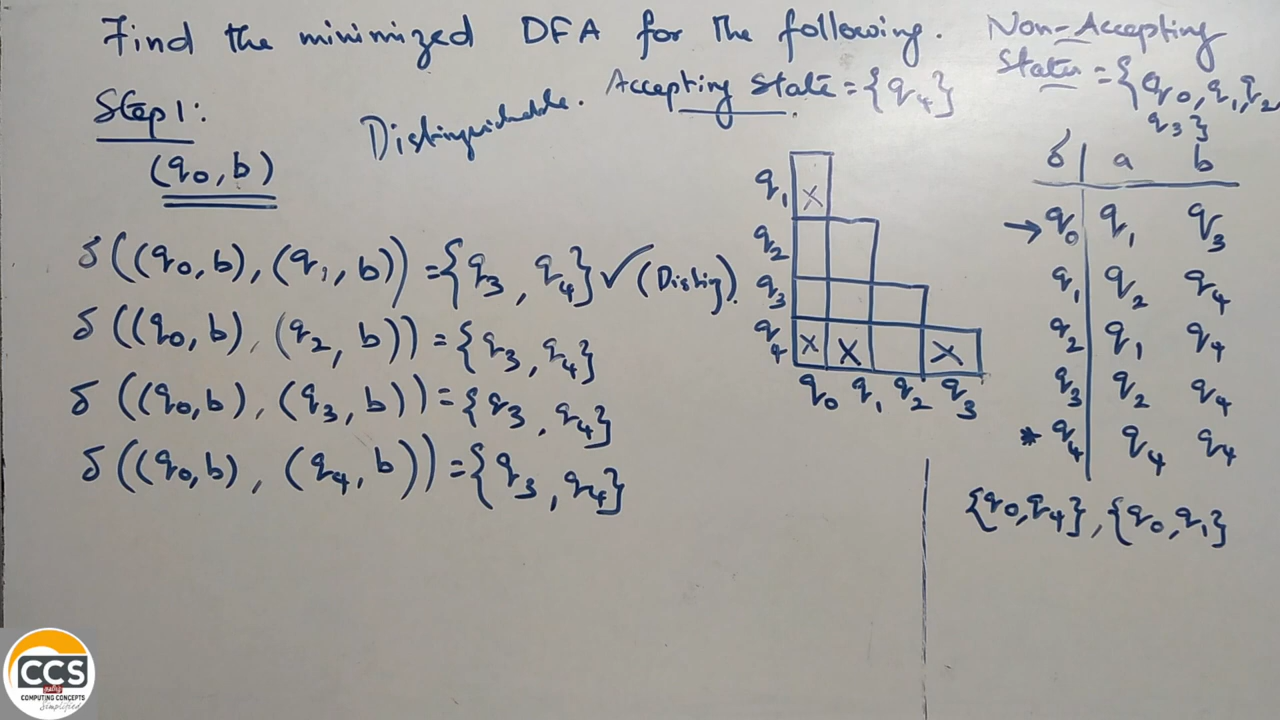 Find the minimized DFA for the following.
Non-Accepting
States = {q0, q1, q2
q3}
Step 1:
Distinguishable.
Accepting State = {q4}
(q0, b)
δ((q0, b), (q1, b)) = {q3, q4} ✓ (Disting).
δ((q0, b), (q2, b)) = {q3, q4}
δ((q0, b), (q3, b)) = {q3, q4}
δ((q0, b), (q4, b)) = {q3, q4}
q1 X
q2
q3
q4 X X X
q0 q1 q2 q3
δ | a b
→ q0 q1 q3
q1 q2 q4
q2 q1 q4
q3 q2 q4
* q4 q4 q4
{q0, q4}, {q0, q1}
CCS
COMPUTING CONCEPTS
Simplified